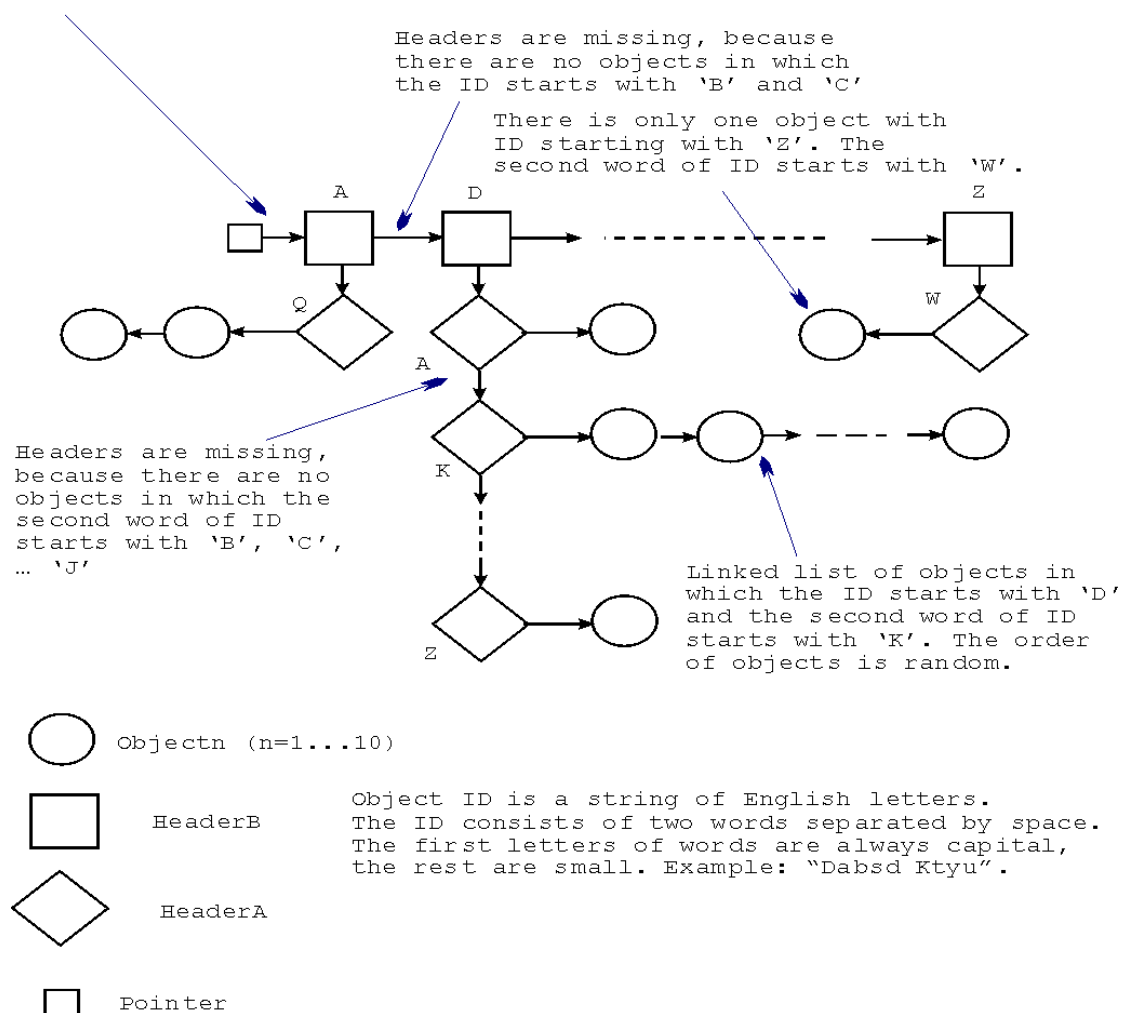 Headers are missing, because
there are no objects in which
the ID starts with ‘B’ and ‘C’
There is only one object with
ID starting with ‘Z’. The
second word of ID starts with ‘W’.
A
D
Z
Q
W
A
K
Headers are missing,
because there are no
objects in which the
second word of ID
starts with ‘B’, ‘C’,
… ‘J’
Linked list of objects in
which the ID starts with ‘D’
and the second word of ID
starts with ‘K’. The order
of objects is random.
Z
Objectn (n=1...10)
HeaderB
Object ID is a string of English letters.
The ID consists of two words separated by space.
The first letters of words are always capital,
the rest are small. Example: “Dabsd Ktyu”.
HeaderA
Pointer